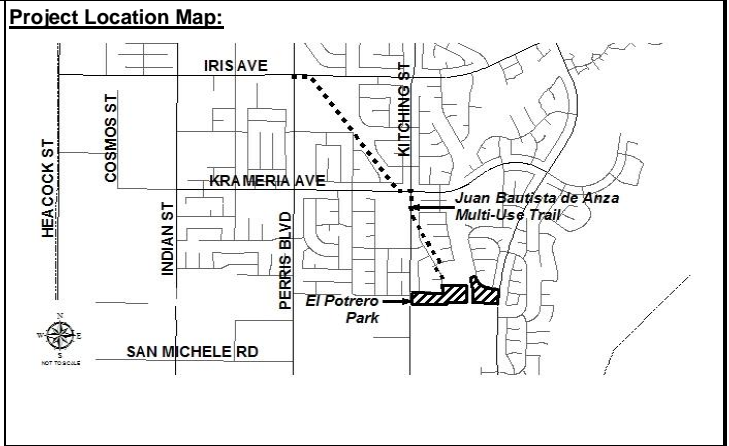 Project Location Map:
IRIS AVE
KITCHING ST
COSMOS ST
HEACOCK ST
KRAMERIA AVE
Juan Bautista de Anza
Multi-Use Trail
INDIAN ST
PERRIS BLVD
El Potrero
Park
N
W
E
S
NOT TO SCALE
SAN MICHELE RD